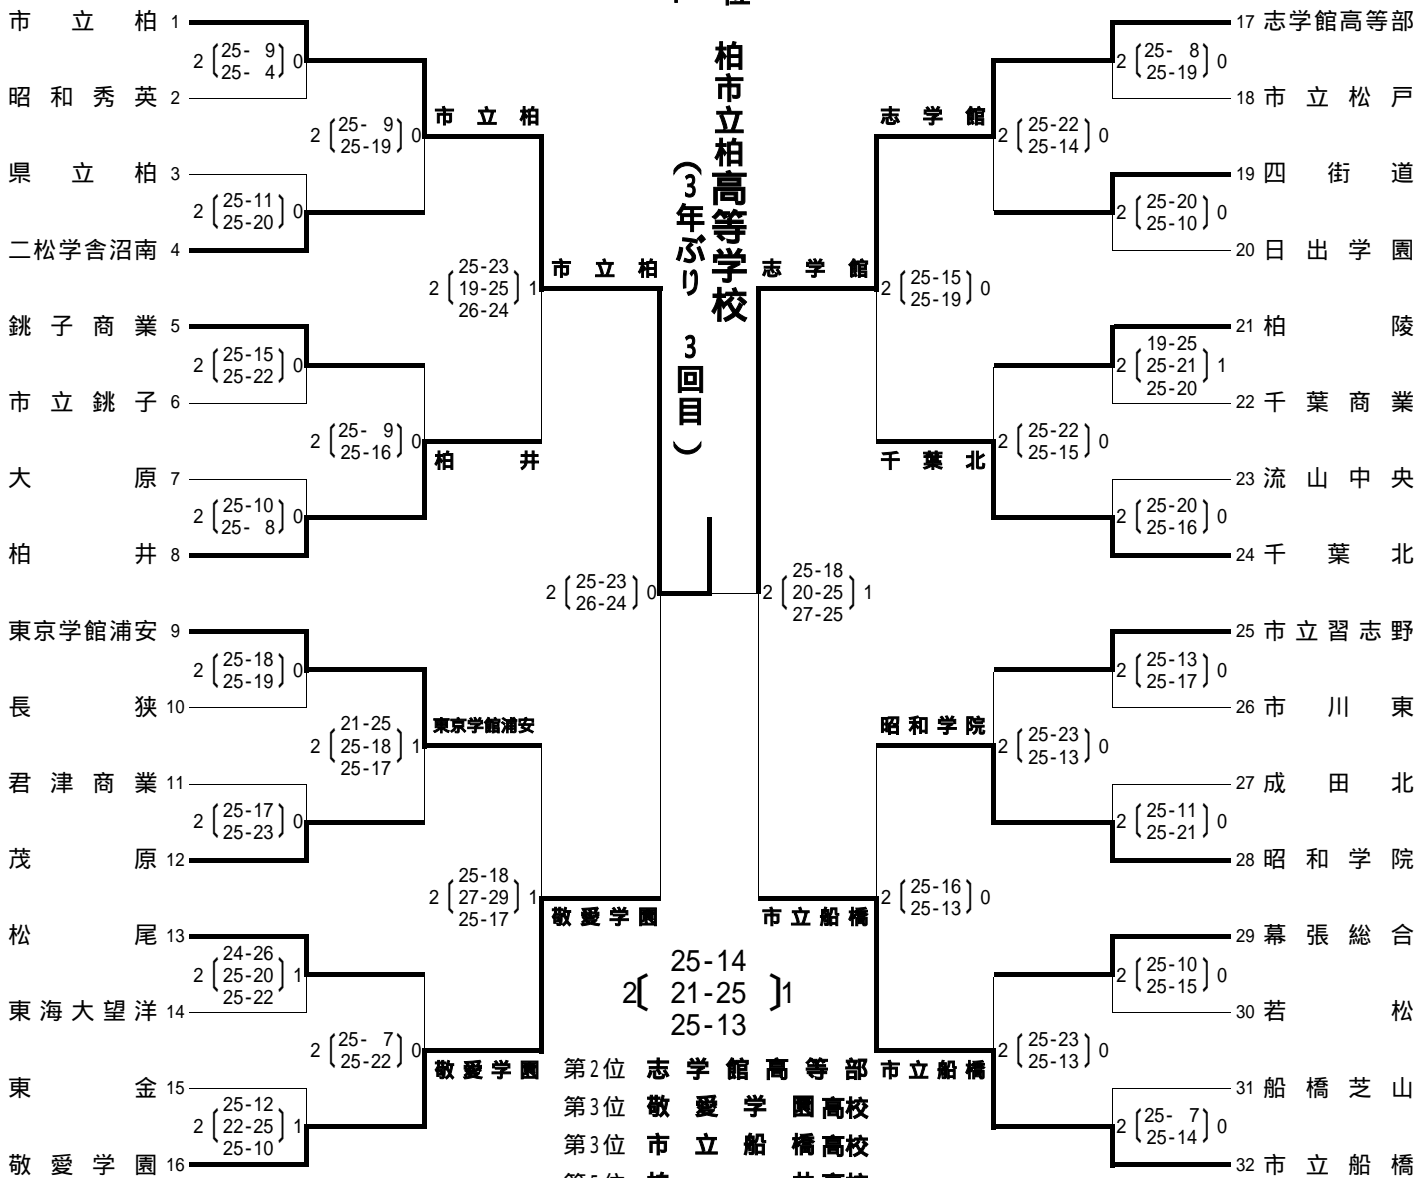 位
柏市立柏高等学校
(3年ぶり 3回目)
市立柏 1
2 (25- 9 25- 4) 0
昭和秀英 2
2 (25- 9 25-19) 0
市立柏
県立柏 3
2 (25-11 25-20) 0
二松学舎沼南 4
2 (25-23 19-25 26-24) 1
市立柏
銚子商業 5
2 (25-15 25-22) 0
市立銚子 6
2 (25- 9 25-16) 0
柏井
大原 7
2 (25-10 25- 8) 0
柏井 8
2 (25-23 26-24) 0
東京学館浦安 9
2 (25-18 25-19) 0
長狭 10
2 (21-25 25-18 25-17) 1
東京学館浦安
君津商業 11
2 (25-17 25-23) 0
茂原 12
2 (25-18 27-29 25-17) 1
敬愛学園
松尾 13
2 (24-26 25-20 25-22) 1
東海大望洋 14
2 (25- 7 25-22) 0
敬愛学園
東金 15
2 (25-12 22-25 25-10) 1
敬愛学園 16
17 志学館高等部
2 (25- 8 25-19) 0
18 市立松戸
志学館
2 (25-22 25-14) 0
19 四街道
2 (25-20 25-10) 0
20 日出学園
志学館
2 (25-15 25-19) 0
21 柏陵
2 (19-25 25-21 25-20) 1
22 千葉商業
千葉北
2 (25-22 25-15) 0
23 流山中央
2 (25-20 25-16) 0
24 千葉北
2 (25-18 20-25 27-25) 1
25 市立習志野
2 (25-13 25-17) 0
26 市川東
昭和学院
2 (25-23 25-13) 0
27 成田北
2 (25-11 25-21) 0
28 昭和学院
市立船橋
2 (25-16 25-13) 0
29 幕張総合
2 (25-10 25-15) 0
30 若松
市立船橋
2 (25-23 25-13) 0
31 船橋芝山
2 (25- 7 25-14) 0
32 市立船橋
25-14
2( 21-25 )1
25-13
第2位 志学館高等部
第3位 敬愛学園高校
第3位 市立船橋高校